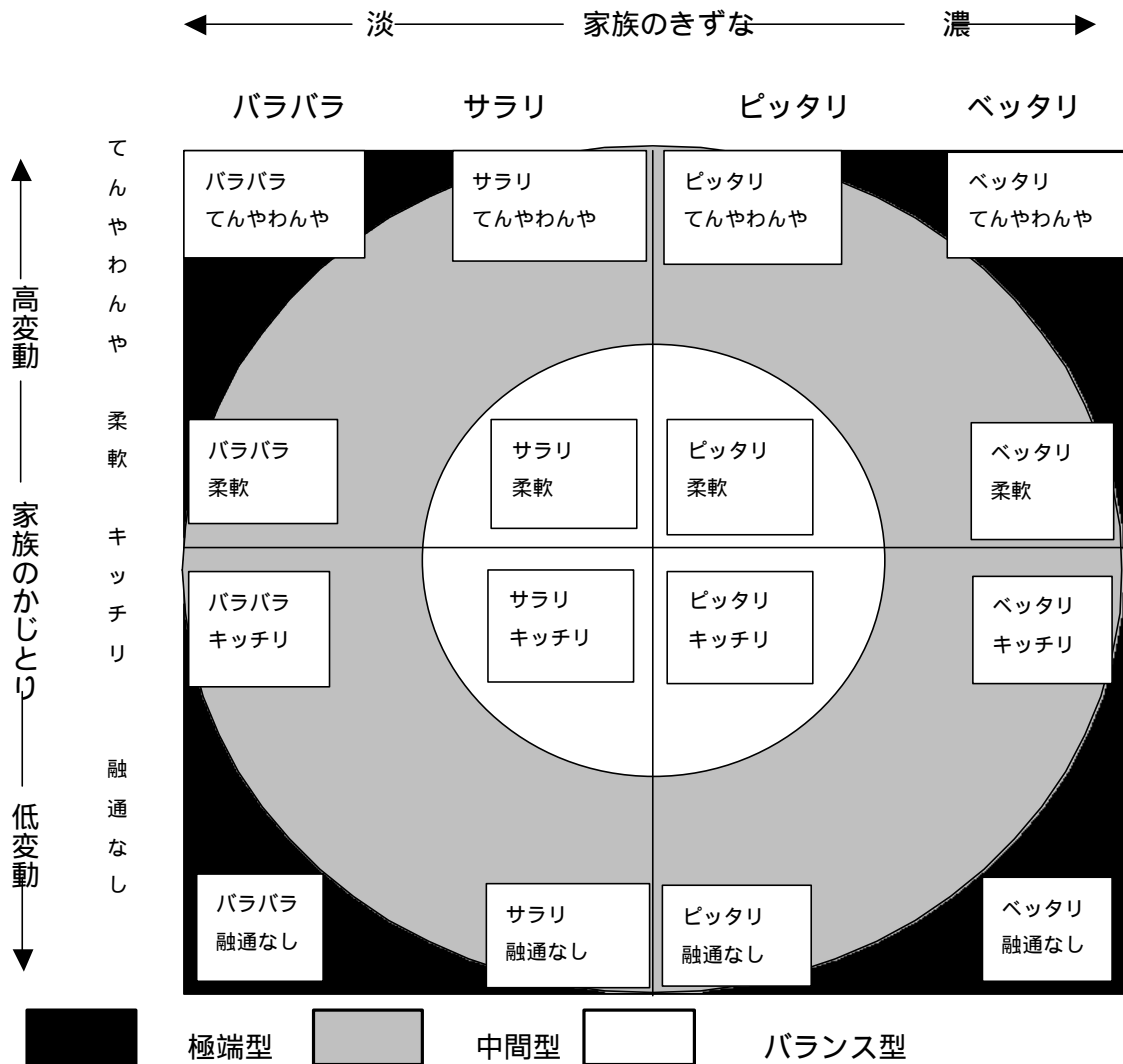 淡 家族のきずな 濃
バラバラ サラリ ピッタリ ベッタリ
高変動
家族のかじとり
低変動
てんやわんや
柔軟
キッチリ
融通なし
バラバラ
てんやわんや
サラリ
てんやわんや
ピッタリ
てんやわんや
ベッタリ
てんやわんや
バラバラ
柔軟
サラリ
柔軟
ピッタリ
柔軟
ベッタリ
柔軟
バラバラ
キッチリ
サラリ
キッチリ
ピッタリ
キッチリ
ベッタリ
キッチリ
バラバラ
融通なし
サラリ
融通なし
ピッタリ
融通なし
ベッタリ
融通なし
極端型 中間型 バランス型